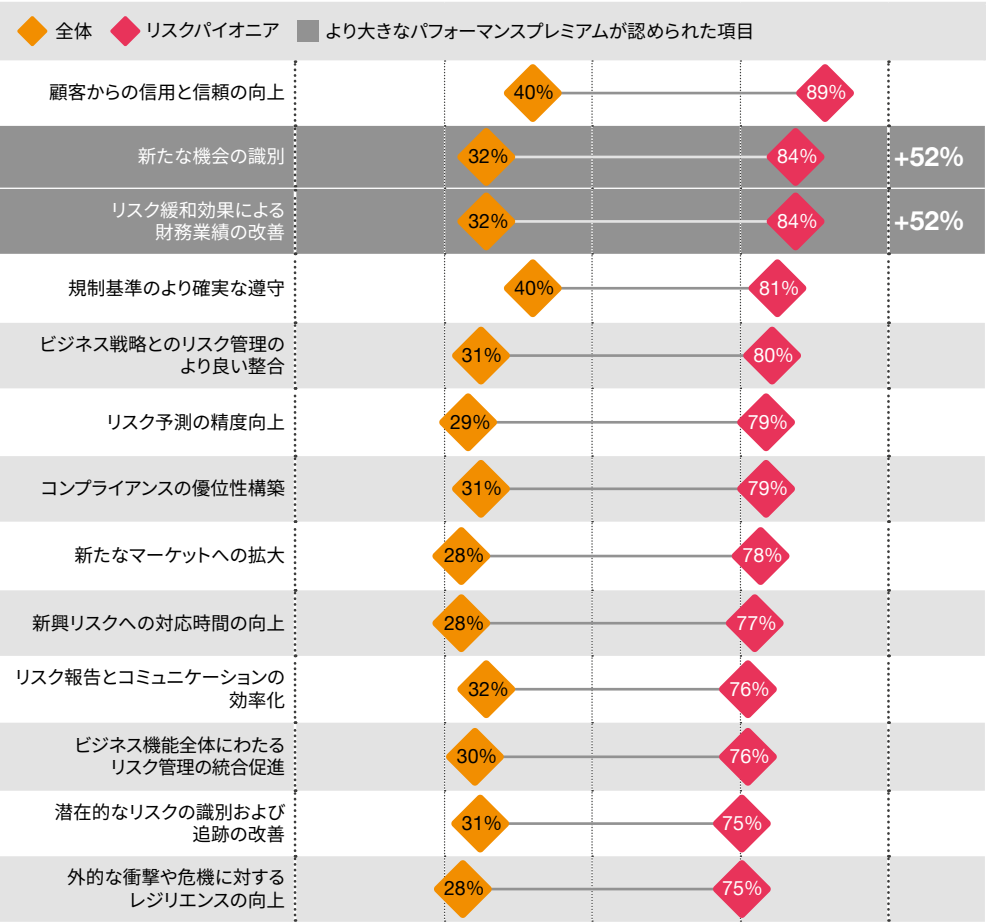 全体 リスクパイオニア より大きなパフォーマンスプレミアムが認められた項目
顧客からの信用と信頼の向上 40% 89%
新たな機会の識別 32% 84% +52%
リスク緩和効果による
財務業績の改善 32% 84% +52%
規制基準のより確実な遵守 40% 81%
ビジネス戦略とのリスク管理の
より良い整合 31% 80%
リスク予測の精度向上 29% 79%
コンプライアンスの優位性構築 31% 79%
新たなマーケットへの拡大 28% 78%
新興リスクへの対応時間の向上 28% 77%
リスク報告とコミュニケーションの
効率化 32% 76%
ビジネス機能全体にわたる
リスク管理の統合促進 30% 76%
潜在的なリスクの識別および
追跡の改善 31% 75%
外的な衝撃や危機に対する
レジリエンスの向上 28% 75%